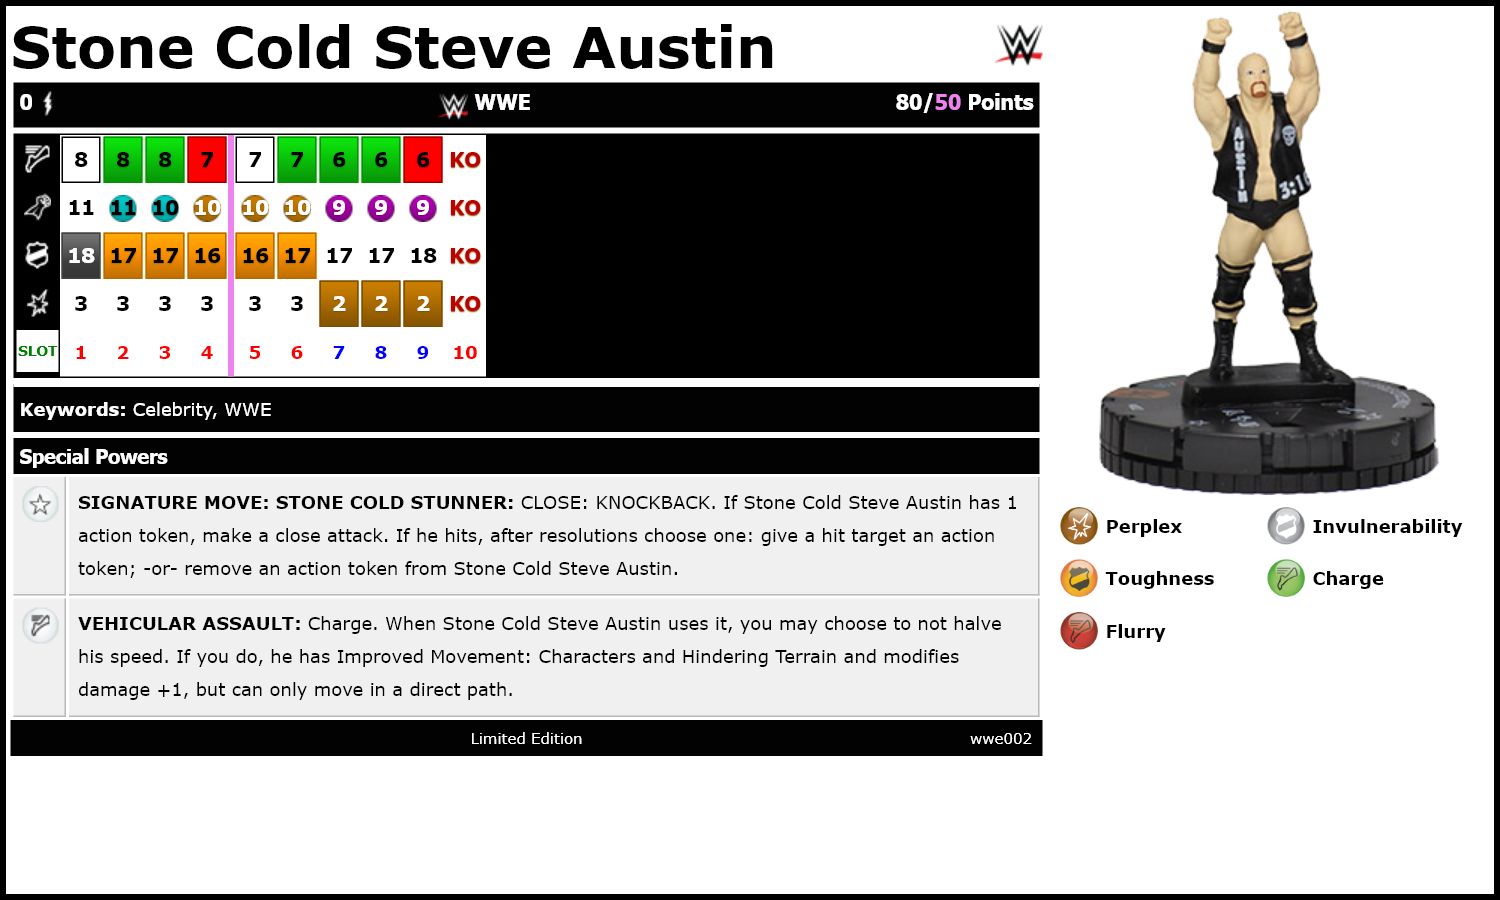 Stone Cold Steve Austin
0 WWE 80/50 Points
8 8 8 7 7 7 6 6 6 KO
11 11 10 10 10 10 9 9 9 KO
18 17 17 16 16 17 17 17 18 KO
3 3 3 3 3 3 2 2 2 KO
SLOT 1 2 3 4 5 6 7 8 9 10
Keywords: Celebrity, WWE
Special Powers
SIGNATURE MOVE: STONE COLD STUNNER: CLOSE: KNOCKBACK. If Stone Cold Steve Austin has 1
action token, make a close attack. If he hits, after resolutions choose one: give a hit target an action
token; -or- remove an action token from Stone Cold Steve Austin.
VEHICULAR ASSAULT: Charge. When Stone Cold Steve Austin uses it, you may choose to not halve
his speed. If you do, he has Improved Movement: Characters and Hindering Terrain and modifies
damage +1, but can only move in a direct path.
Limited Edition wwe002
AUSTIN
3:16
Perplex Invulnerability
Toughness Charge
Flurry